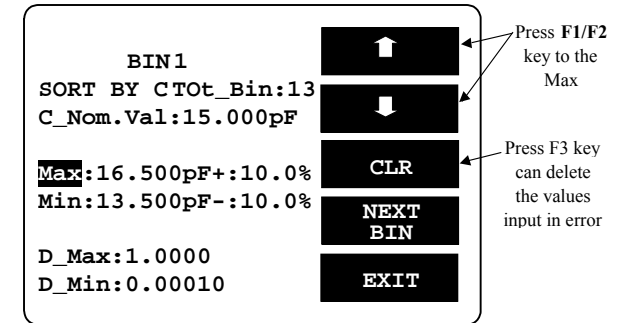 BIN1
SORT BY CTOt_Bin:13
C_Nom.Val:15.000pF
Max:16.500pF+:10.0%
Min:13.500pF-:10.0%
D_Max:1.0000
D_Min:0.00010
⬆
⬇
CLR
NEXT
BIN
EXIT
Press F1/F2
key to the
Max
Press F3 key
can delete
the values
input in error